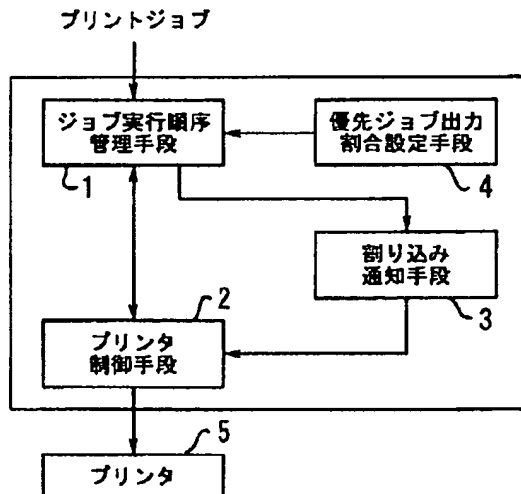 プリントジョブ
ジョブ実行順序
管理手段
1
優先ジョブ出力
割合設定手段
4
割り込み
通知手段
3
2
プリンタ
制御手段
5
プリンタ